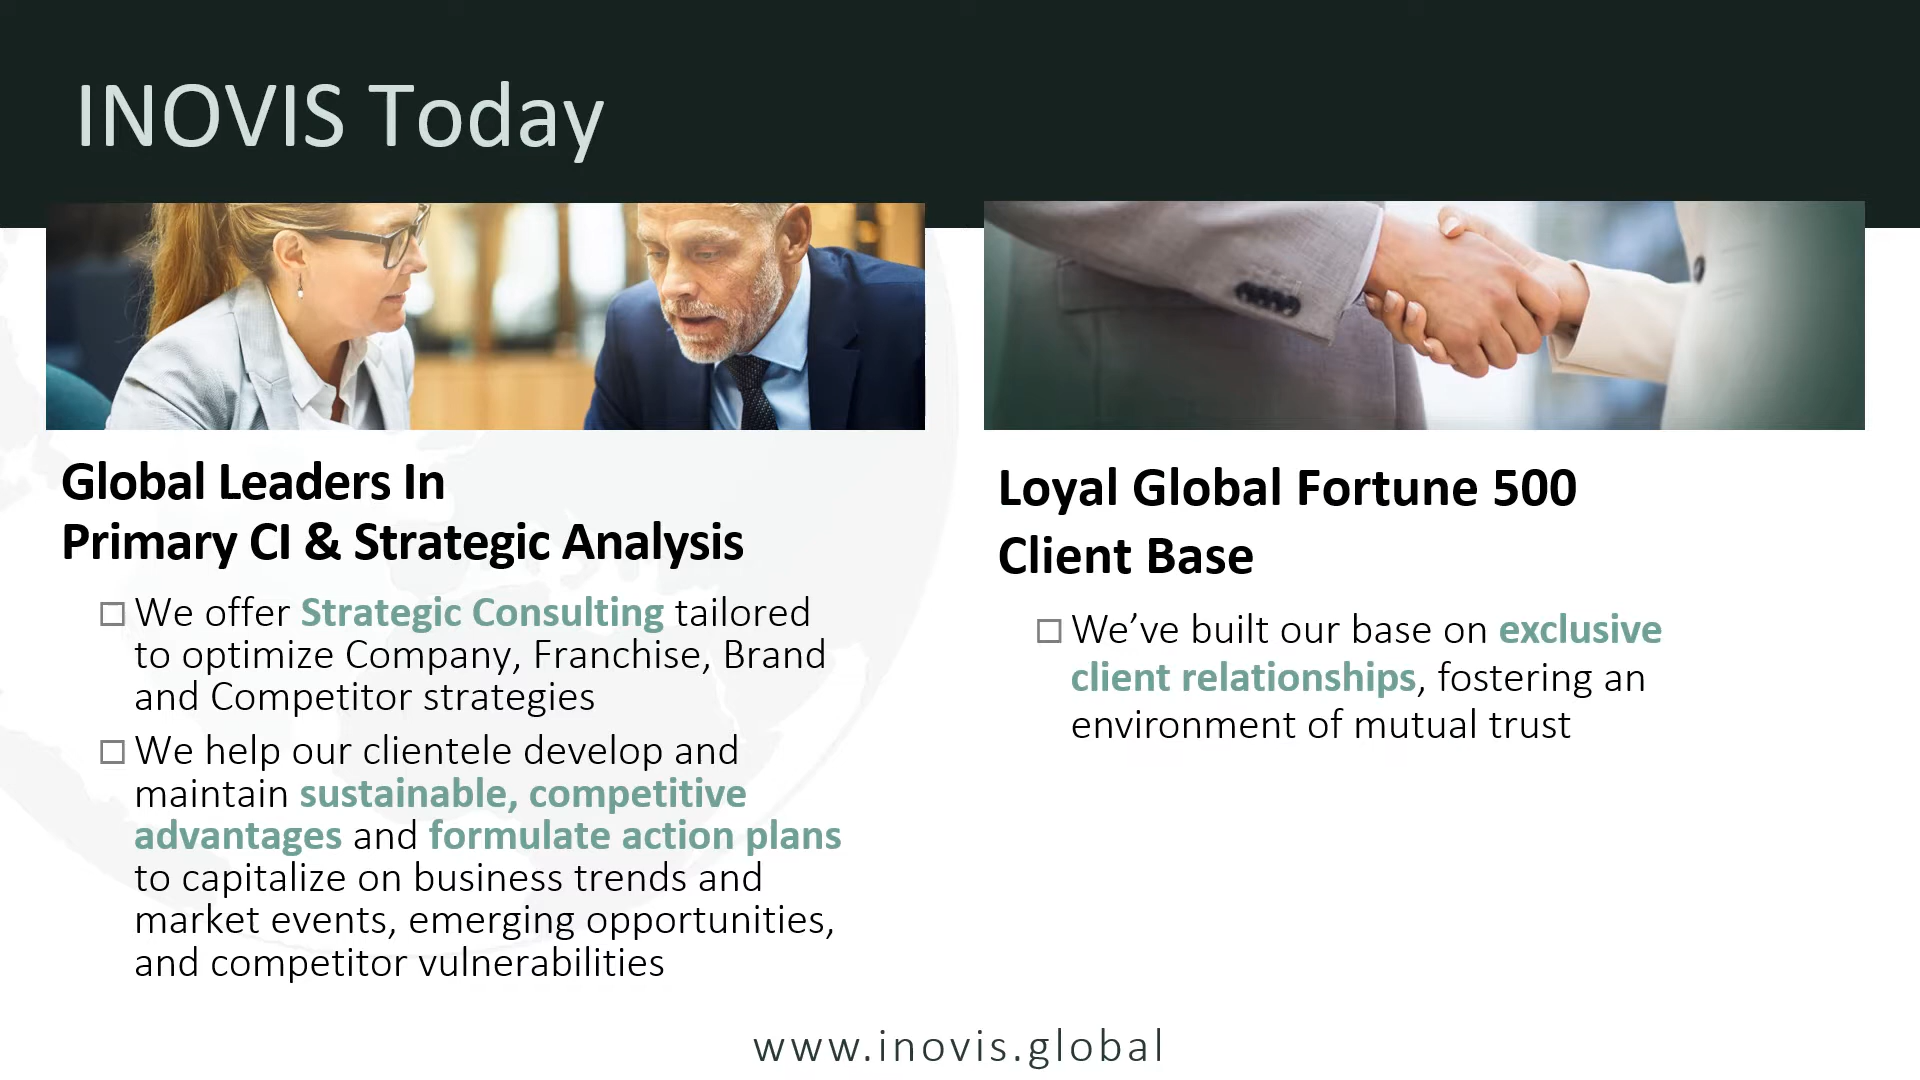 INOVIS Today
Global Leaders In
Primary CI & Strategic Analysis
We offer Strategic Consulting tailored
to optimize Company, Franchise, Brand
and Competitor strategies
We help our clientele develop and
maintain sustainable, competitive
advantages and formulate action plans
to capitalize on business trends and
market events, emerging opportunities,
and competitor vulnerabilities
Loyal Global Fortune 500
Client Base
We’ve built our base on exclusive
client relationships, fostering an
environment of mutual trust
www.inovis.global